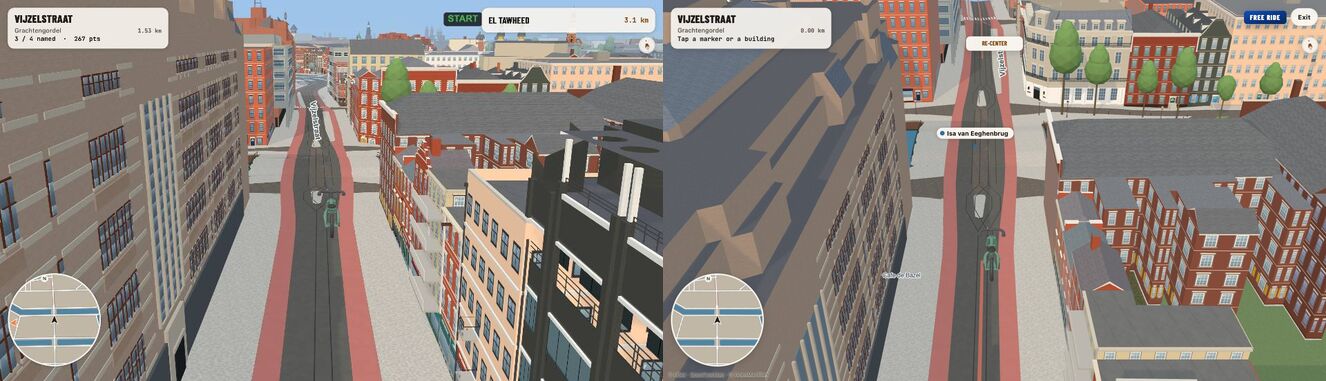 VIJZELSTRAAT
Grachtengordel 1.53 km
3 / 4 named · 267 pts
START EL TAWHEED 3.1 km
Vijzelstraat
N
VIJZELSTRAAT
Grachtengordel 0.00 km
Tap a marker or a building
FREE RIDE Exit
RE-CENTER
Vijzelst
Isa van Eeghenbrug
Café de Bazel
N